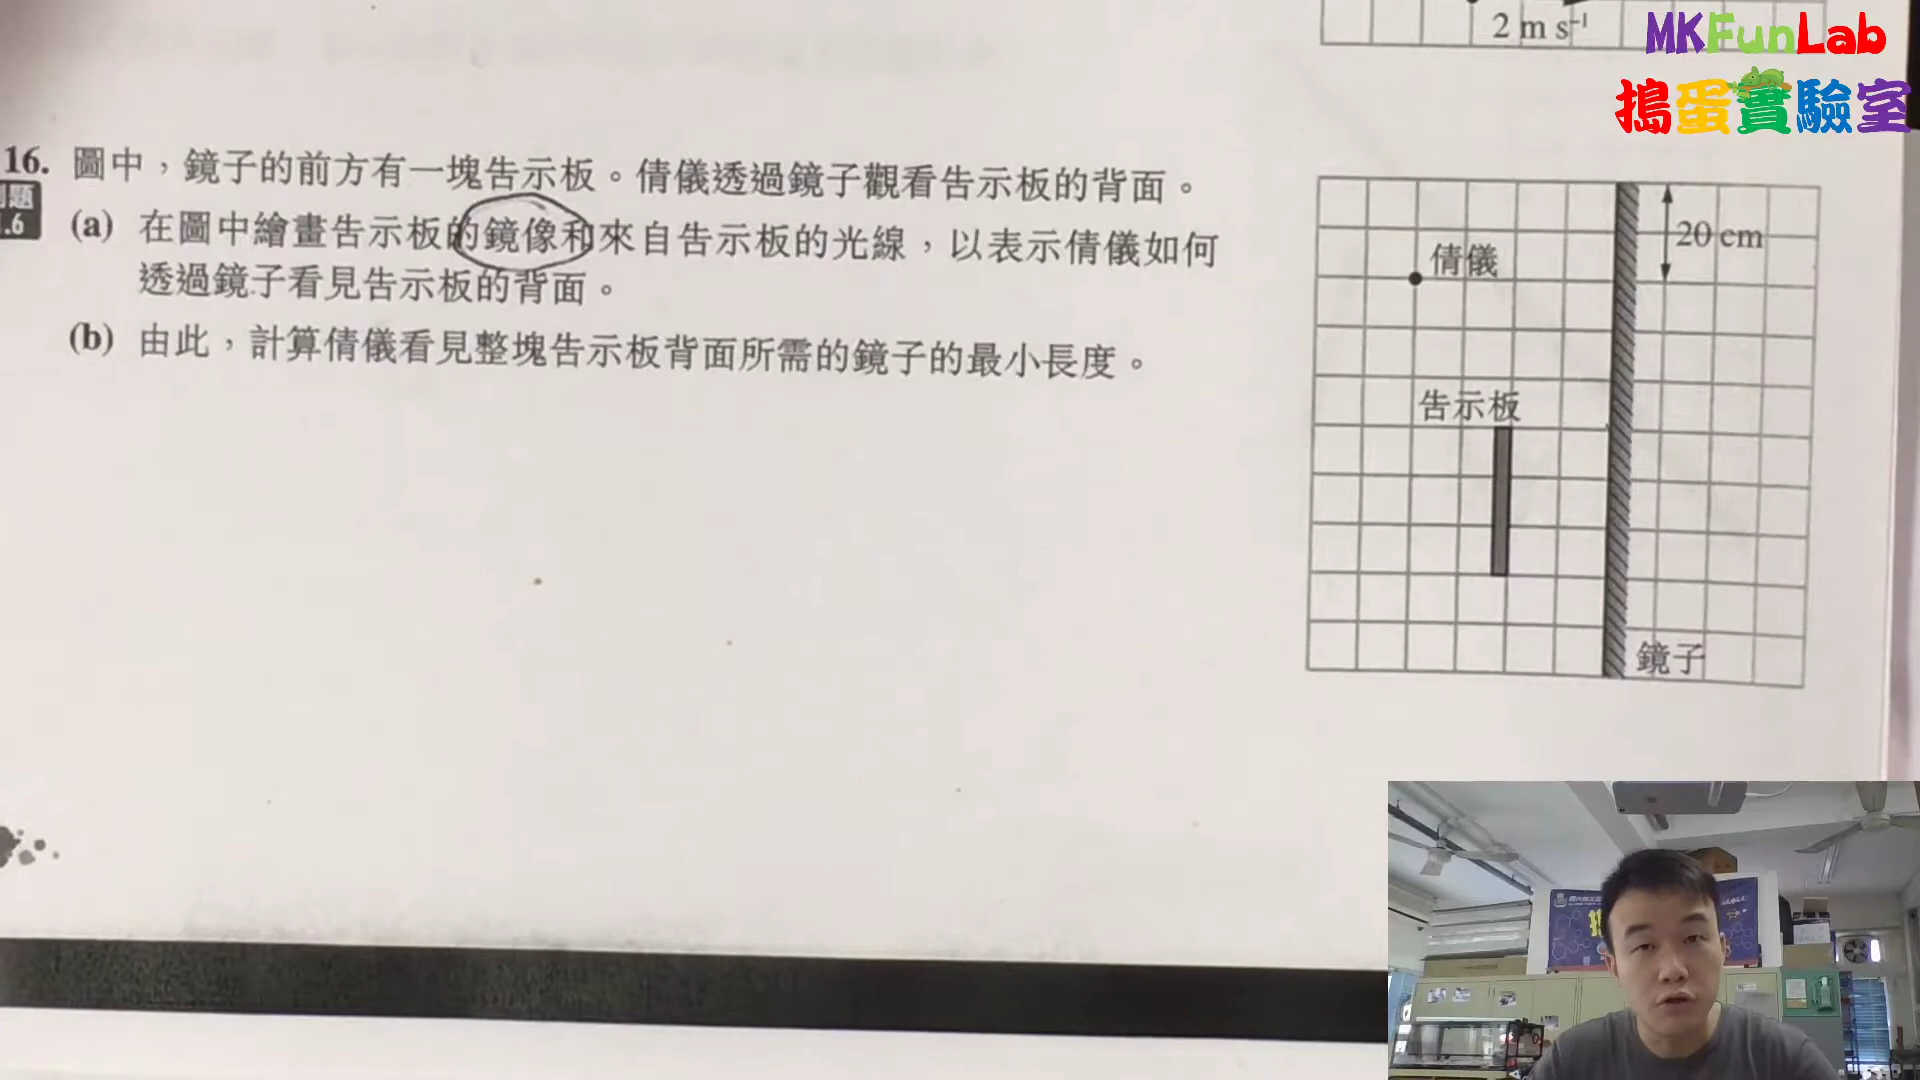 2 m s⁻¹
MKFunLab
搗蛋實驗室
16. 圖中，鏡子的前方有一塊告示板。倩儀透過鏡子觀看告示板的背面。
(a) 在圖中繪畫告示板的鏡像和來自告示板的光線，以表示倩儀如何
透過鏡子看見告示板的背面。
(b) 由此，計算倩儀看見整塊告示板背面所需的鏡子的最小長度。
20 cm
倩儀
告示板
鏡子